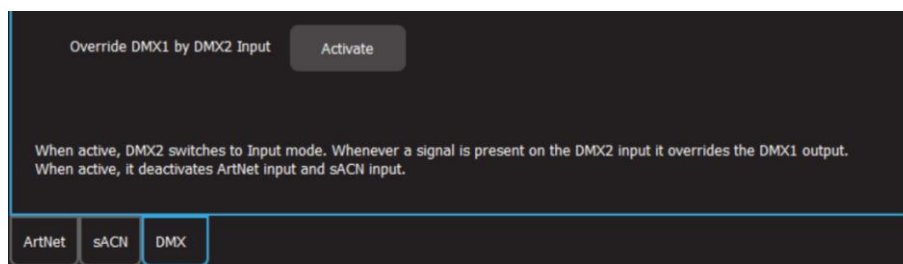 Override DMX1 by DMX2 Input Activate
When active, DMX2 switches to Input mode. Whenever a signal is present on the DMX2 input it overrides the DMX1 output.
When active, it deactivates ArtNet input and sACN input.
ArtNet sACN DMX